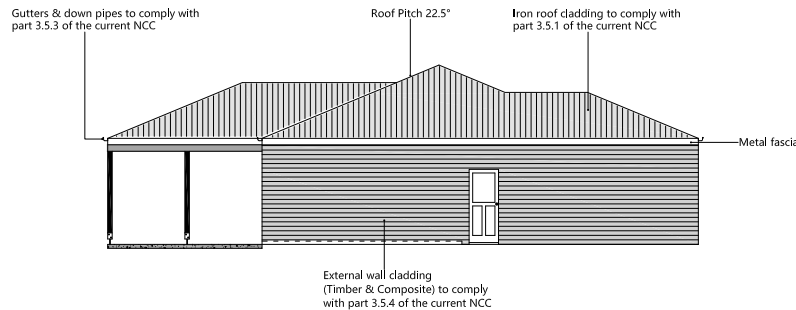 Gutters & down pipes to comply with
part 3.5.3 of the current NCC
Roof Pitch 22.5°
Iron roof cladding to comply with
part 3.5.1 of the current NCC
Metal fascia
External wall cladding
(Timber & Composite) to comply
with part 3.5.4 of the current NCC